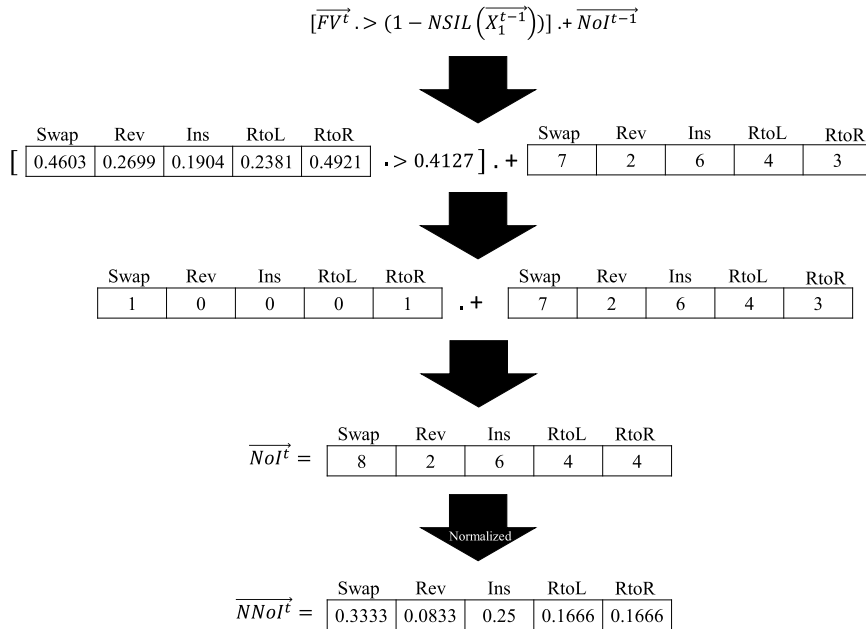 [FV^t .> (1 − NSIL(X_1^{t−1}))] .+ NoI^{t−1}
Swap Rev Ins RtoL RtoR Swap Rev Ins RtoL RtoR
[ 0.4603 0.2699 0.1904 0.2381 0.4921 .> 0.4127] .+ 7 2 6 4 3
Swap Rev Ins RtoL RtoR Swap Rev Ins RtoL RtoR
1 0 0 0 1 .+ 7 2 6 4 3
Swap Rev Ins RtoL RtoR
NoI^t = 8 2 6 4 4
Normalized
Swap Rev Ins RtoL RtoR
NNoI^t = 0.3333 0.0833 0.25 0.1666 0.1666